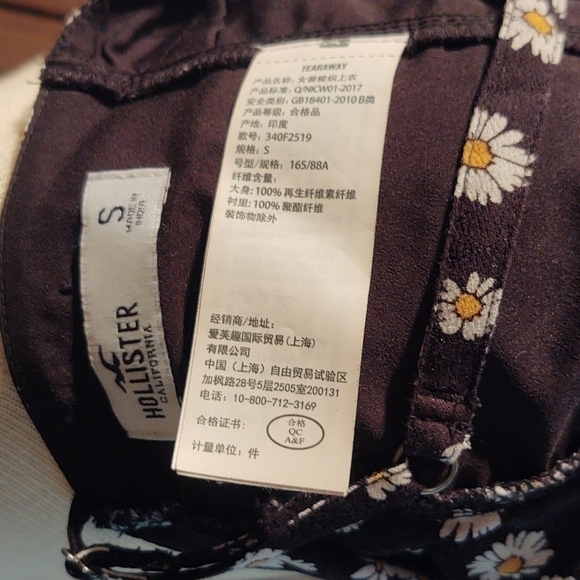 TEARAWAY
产品名称: 女装梭织上衣
产品标准: Q/NICW01-2017
安全类别: GB18401-2010 B类
产品等级: 合格品
产地: 印度
款号: 340F2519
规格: S
号型/规格: 165/88A
纤维含量:
大身: 100% 再生纤维素纤维
衬里: 100% 聚酯纤维
装饰物除外
经销商/地址:
爱芙趣国际贸易(上海)
有限公司
中国(上海)自由贸易试验区
加枫路28号5层2505室200131
电话: 10-800-712-3169
合格证书:
合格
QC
A&F
计量单位: 件
S
MADE IN
INDIA
HOLLISTER
CALIFORNIA